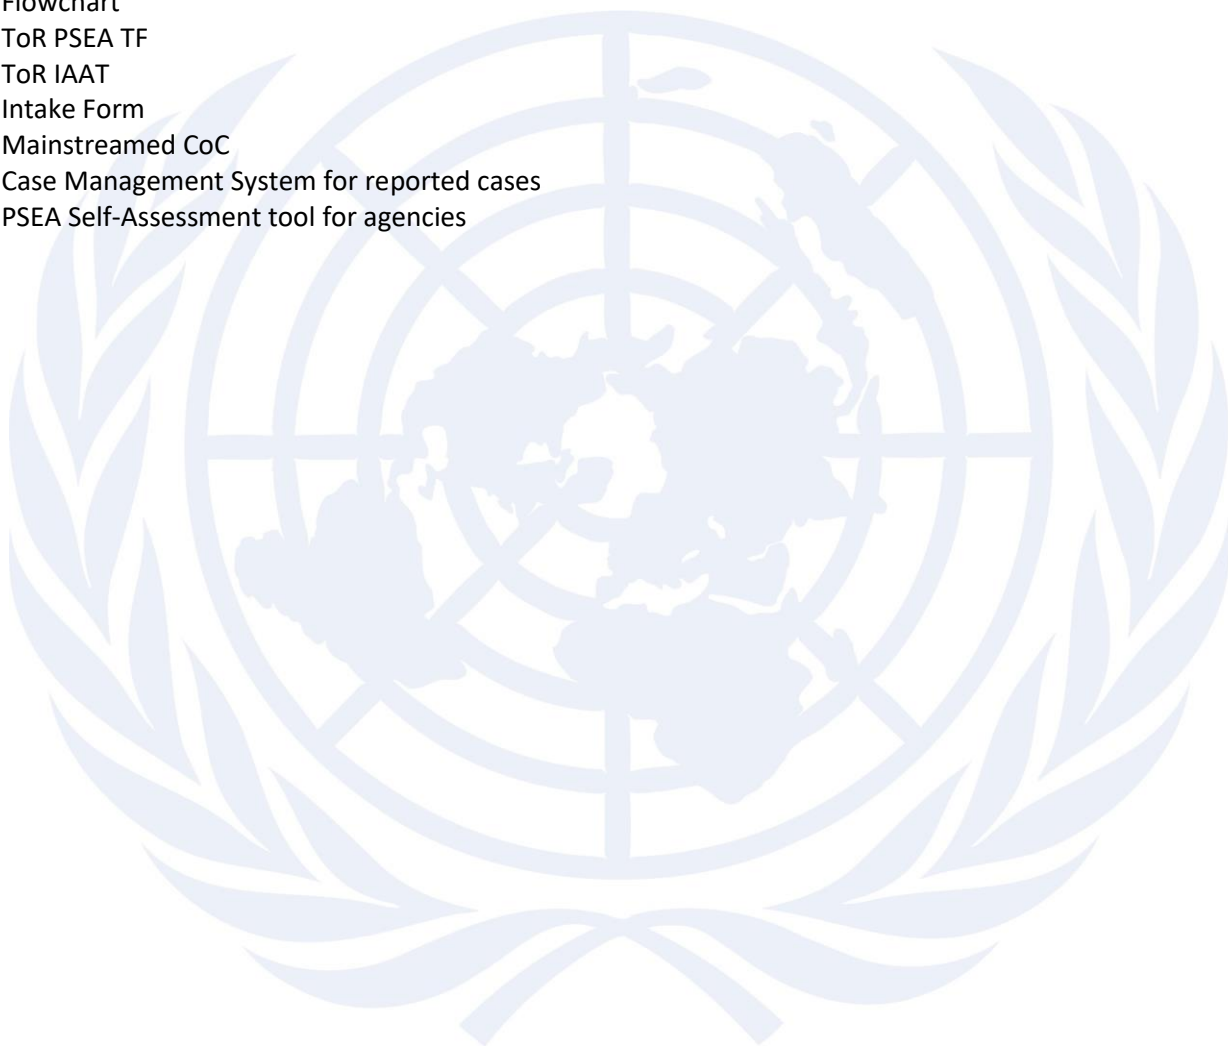 Flowchart
ToR PSEA TF
ToR IAAT
Intake Form
Mainstreamed CoC
Case Management System for reported cases
PSEA Self-Assessment tool for agencies